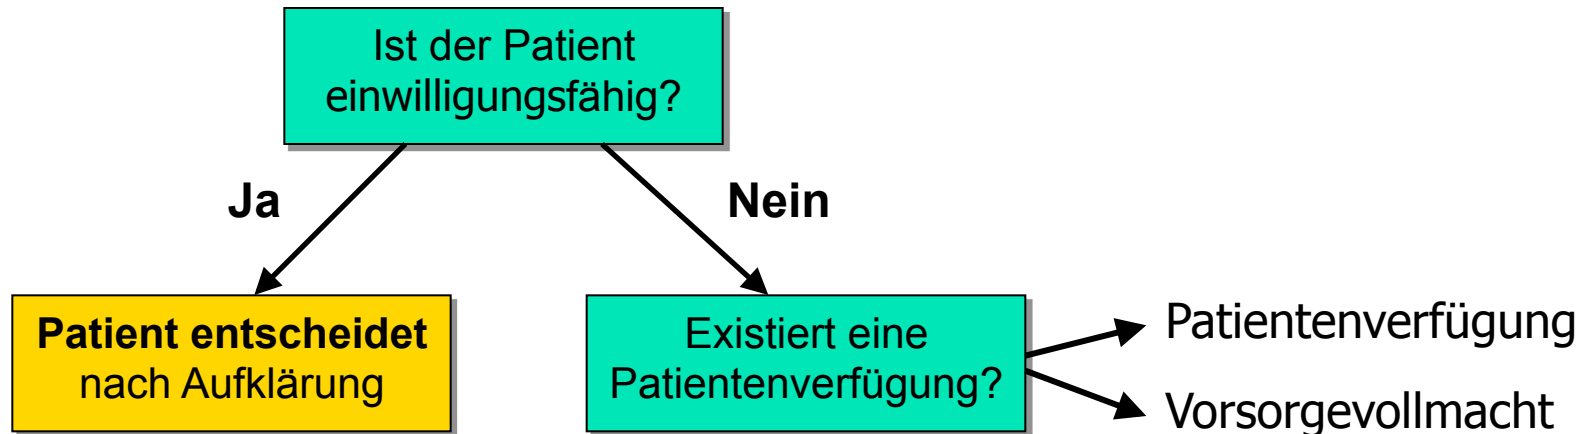 Ist der Patient
einwilligungsfähig?
Ja
Nein
Patient entscheidet
nach Aufklärung
Existiert eine
Patientenverfügung?
Patientenverfügung
Vorsorgevollmacht